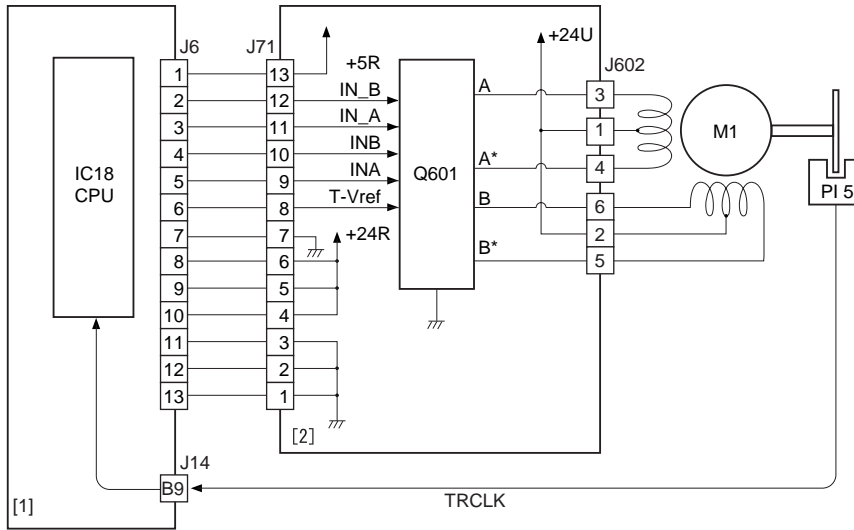 J6
J71
+5R
+24U
J602
1
13
IN_B
2
12
IN_A
3
11
INB
4
10
INA
5
9
T-Vref
6
8
7
7
+24R
8
6
9
5
10
4
11
3
12
2
13
1
IC18
CPU
Q601
A
3
1
A*
4
B
6
2
B*
5
M1
PI 5
[2]
J14
B9
[1]
TRCLK